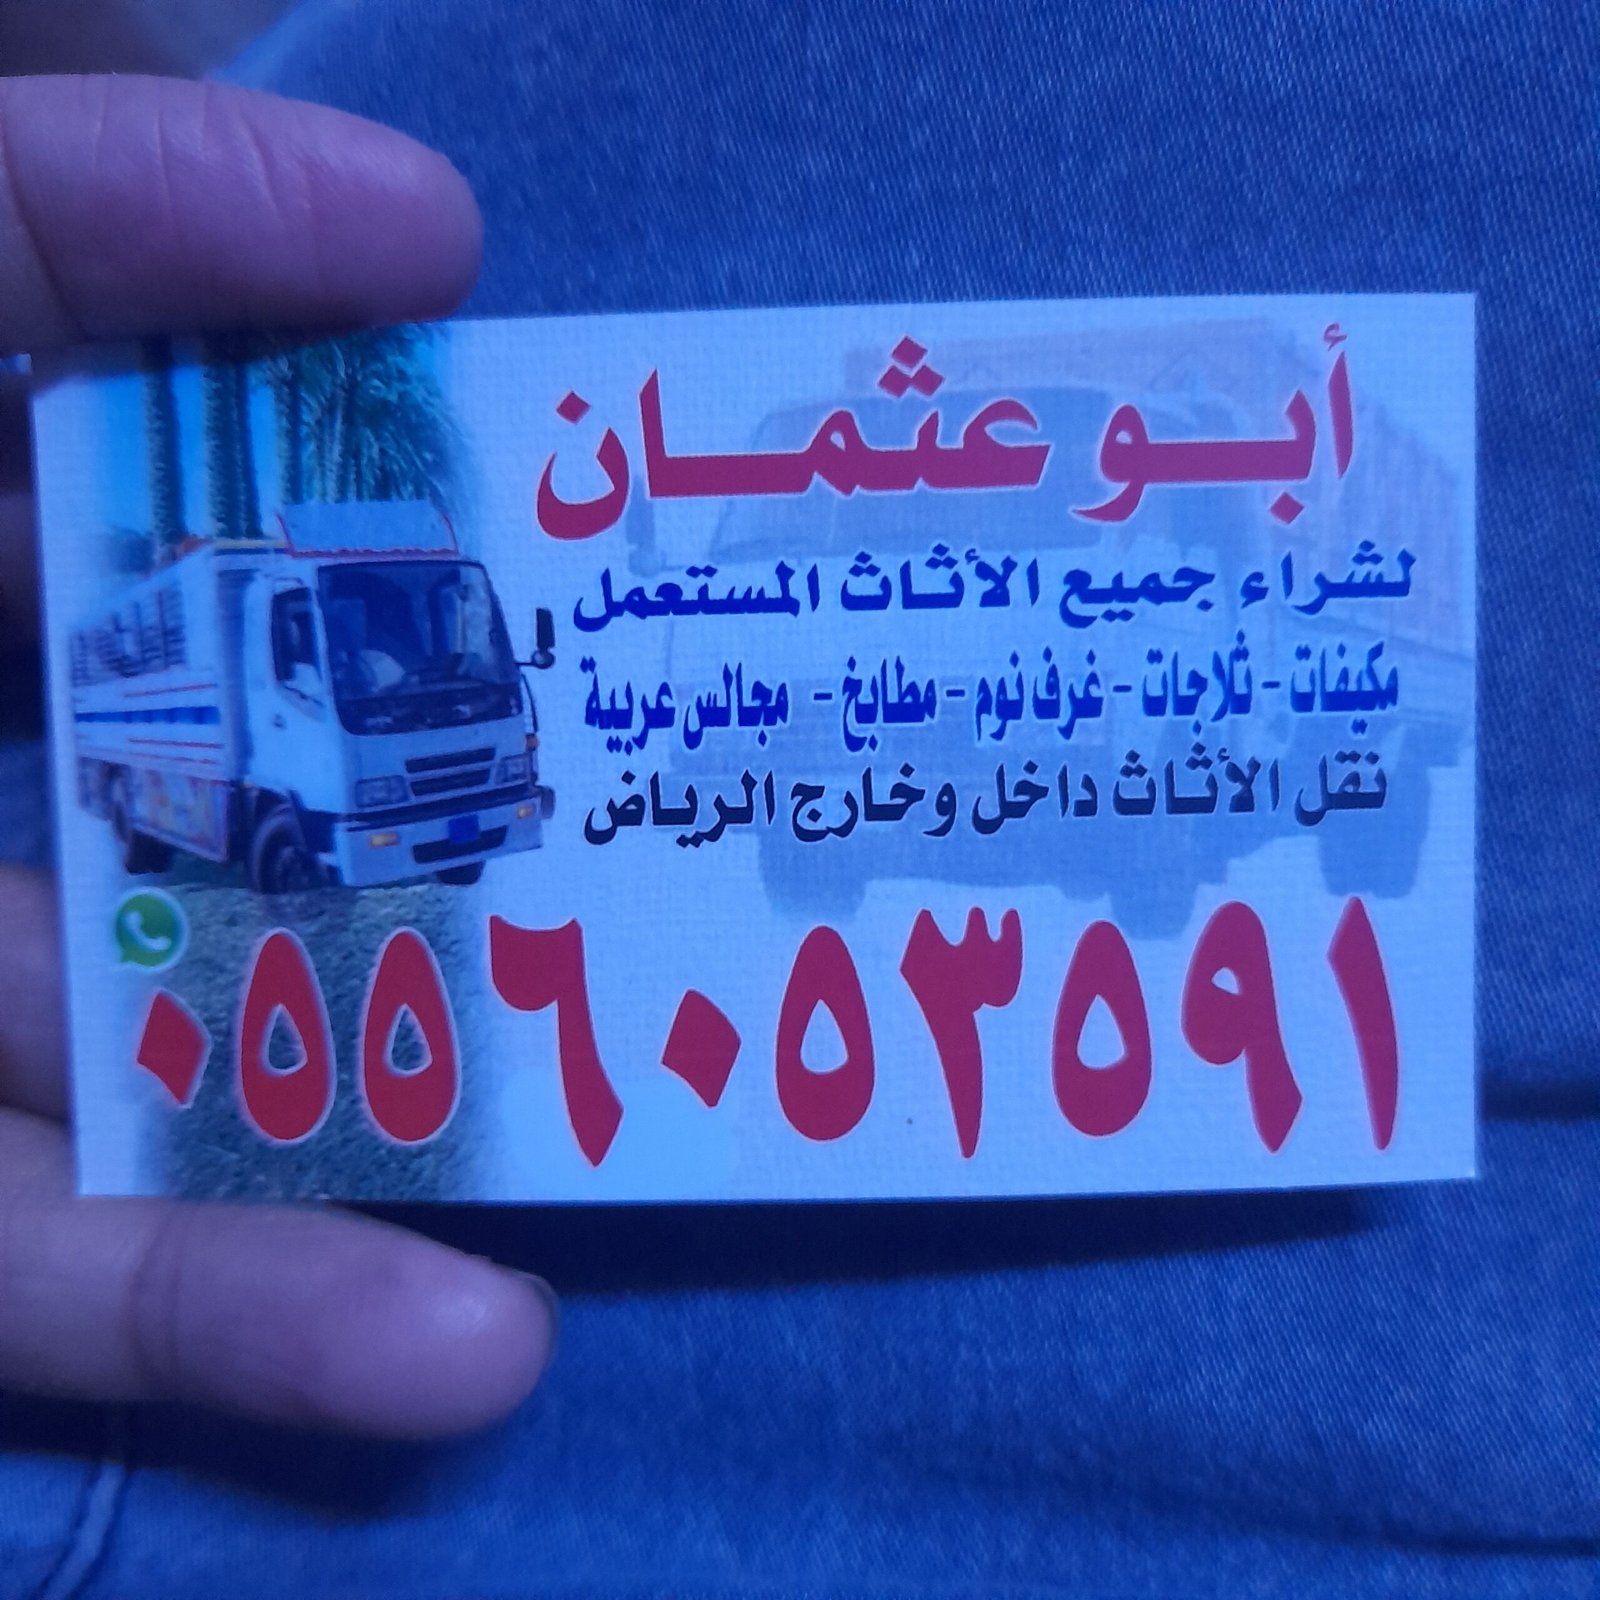 أبو عثمان
لشراء جميع الأثاث المستعمل
مكيفات - ثلاجات - غرف نوم - مطابخ - مجالس عربية
نقل الأثاث داخل وخارج الرياض
٠٥٥٦٠٥٣٥٩١